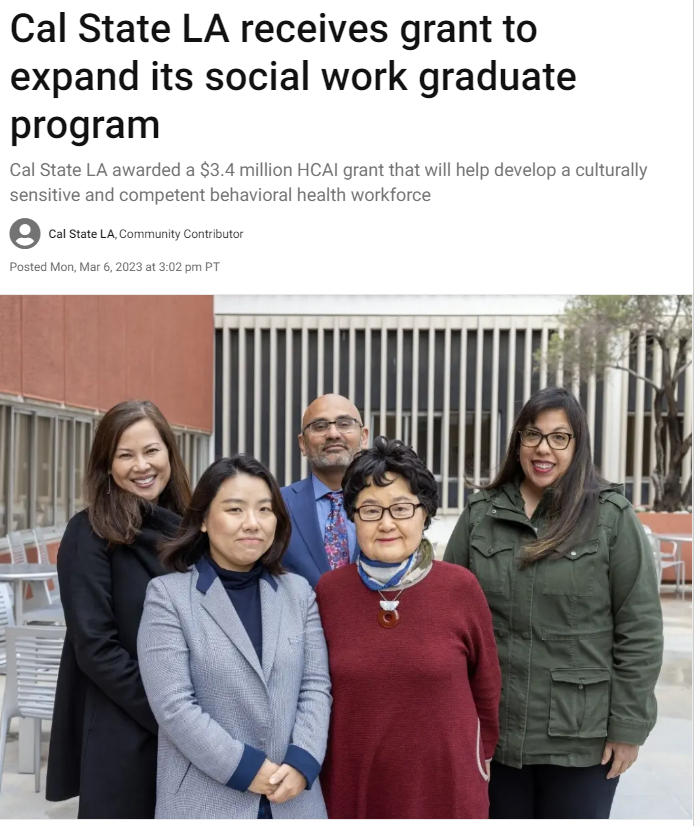 Cal State LA receives grant to
expand its social work graduate
program
Cal State LA awarded a $3.4 million HCAI grant that will help develop a culturally
sensitive and competent behavioral health workforce
Cal State LA, Community Contributor
Posted Mon, Mar 6, 2023 at 3:02 pm PT